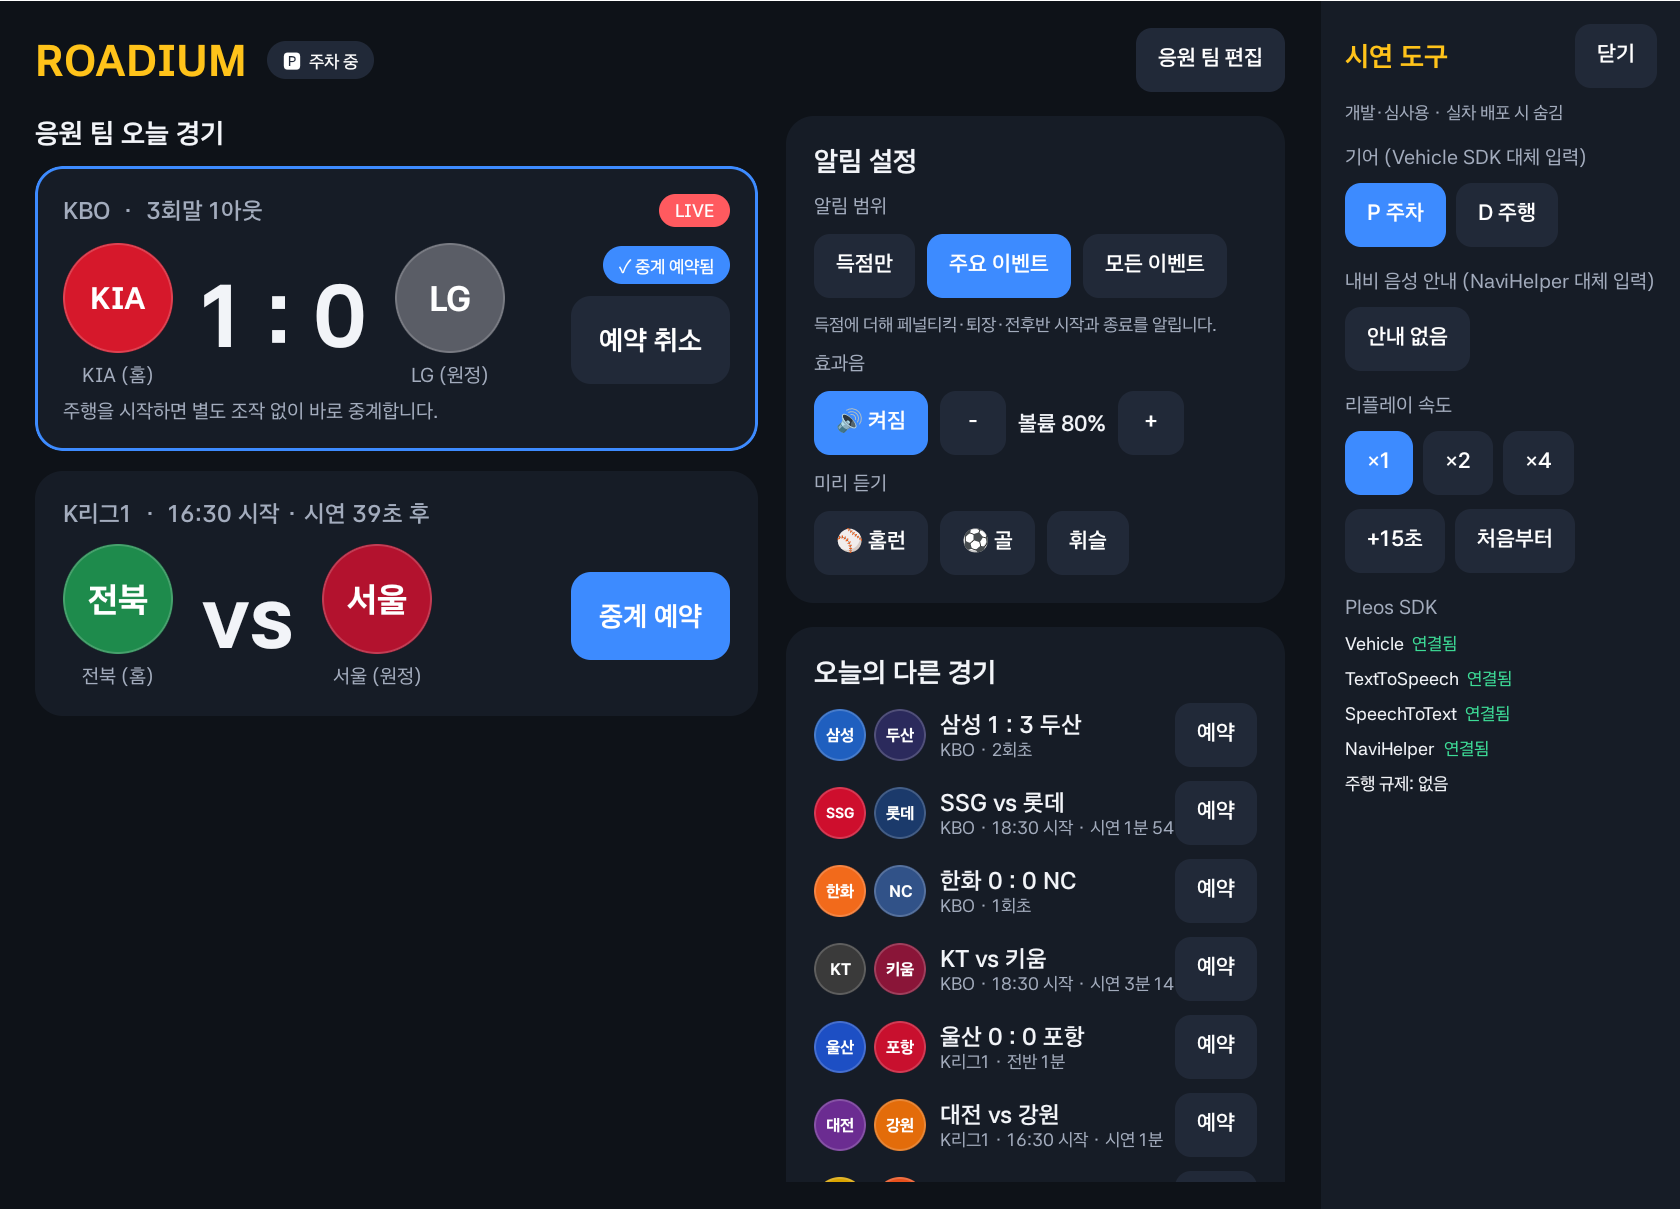 ROADIUM
P 주차 중
응원 팀 편집
응원 팀 오늘 경기
KBO · 3회말 1아웃
LIVE
✓ 중계 예약됨
KIA
1 : 0
LG
예약 취소
KIA (홈)
LG (원정)
주행을 시작하면 별도 조작 없이 바로 중계합니다.
K리그1 · 16:30 시작 · 시연 39초 후
전북
vs
서울
중계 예약
전북 (홈)
서울 (원정)
알림 설정
알림 범위
득점만
주요 이벤트
모든 이벤트
득점에 더해 페널티킥·퇴장·전후반 시작과 종료를 알립니다.
효과음
🔊 켜짐
-
볼륨 80%
+
미리 듣기
⚾ 홈런
⚽ 골
휘슬
오늘의 다른 경기
삼성
두산
삼성 1 : 3 두산
KBO · 2회초
예약
SSG
롯데
SSG vs 롯데
KBO · 18:30 시작 · 시연 1분 54
예약
한화
NC
한화 0 : 0 NC
KBO · 1회초
예약
KT
키움
KT vs 키움
KBO · 18:30 시작 · 시연 3분 14
예약
울산
포항
울산 0 : 0 포항
K리그1 · 전반 1분
예약
대전
강원
대전 vs 강원
K리그1 · 16:30 시작 · 시연 1분
예약
시연 도구
닫기
개발·심사용 · 실차 배포 시 숨김
기어 (Vehicle SDK 대체 입력)
P 주차
D 주행
내비 음성 안내 (NaviHelper 대체 입력)
안내 없음
리플레이 속도
×1
×2
×4
+15초
처음부터
Pleos SDK
Vehicle 연결됨
TextToSpeech 연결됨
SpeechToText 연결됨
NaviHelper 연결됨
주행 규제: 없음